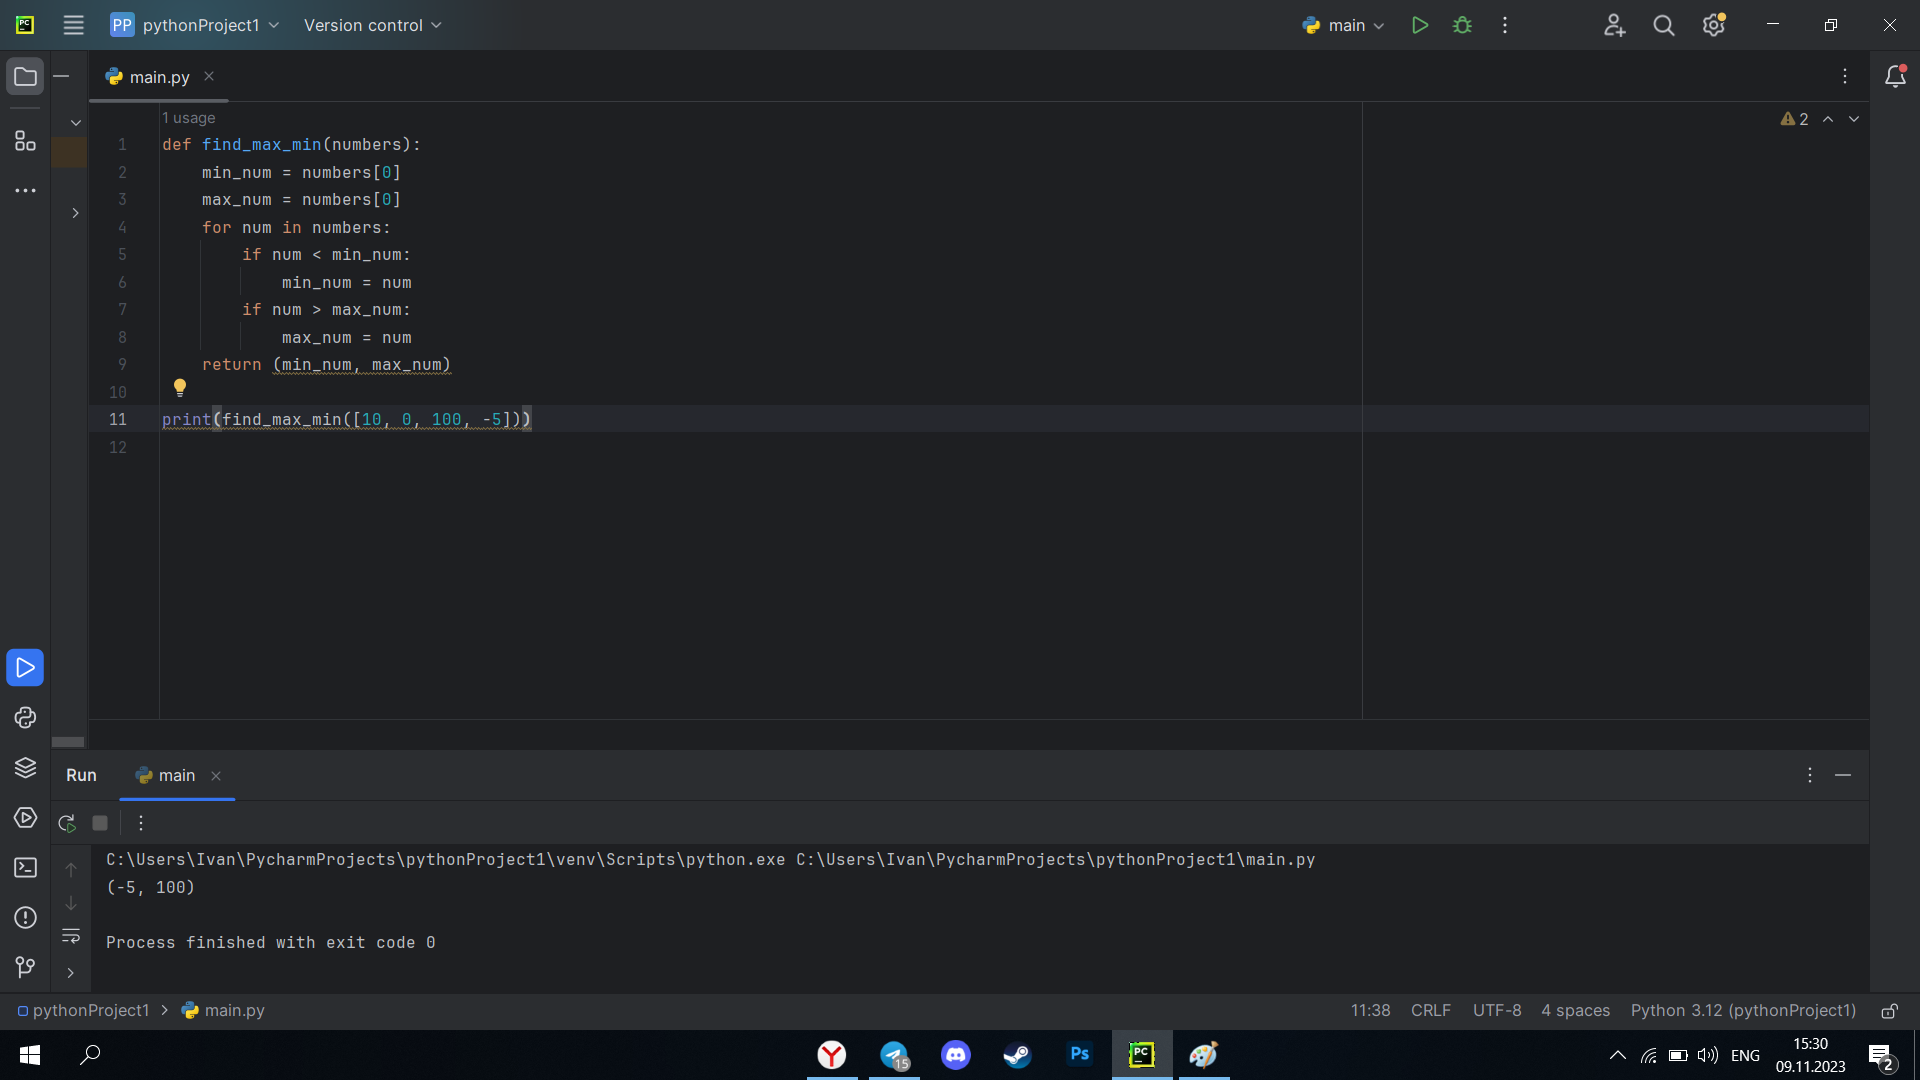 PC
PP pythonProject1 Version control main
main.py
1 usage
2
1 def find_max_min(numbers):
2 min_num = numbers[0]
3 max_num = numbers[0]
4 for num in numbers:
5 if num < min_num:
6 min_num = num
7 if num > max_num:
8 max_num = num
9 return (min_num, max_num)
10
11 print(find_max_min([10, 0, 100, -5]))
12
Run main
C:\Users\Ivan\PycharmProjects\pythonProject1\venv\Scripts\python.exe C:\Users\Ivan\PycharmProjects\pythonProject1\main.py
(-5, 100)
Process finished with exit code 0
pythonProject1 > main.py 11:38 CRLF UTF-8 4 spaces Python 3.12 (pythonProject1)
Y 15 Ps PC ENG 15:30
09.11.2023 2